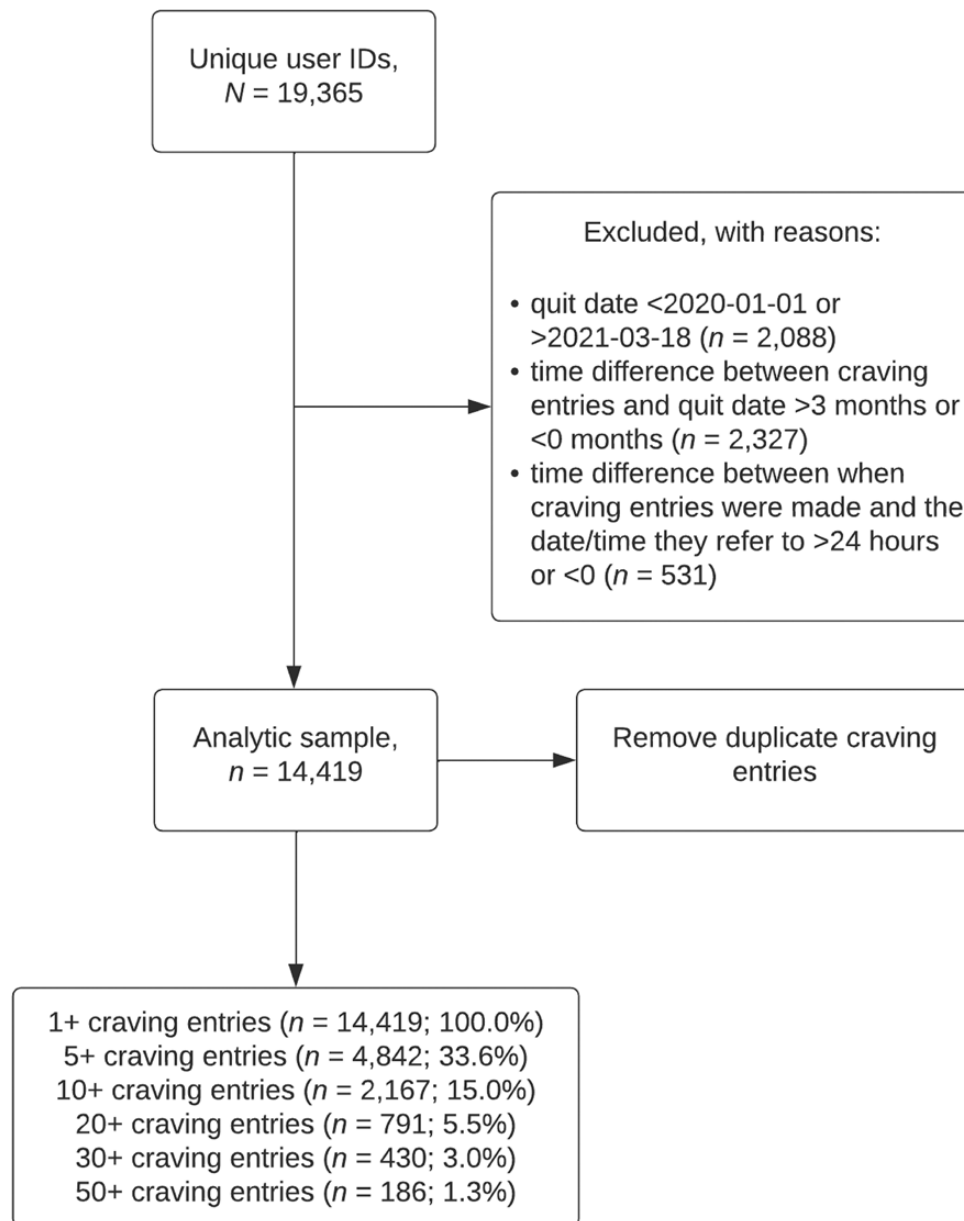 Unique user IDs,
N = 19,365
Excluded, with reasons:
• quit date <2020-01-01 or
>2021-03-18 (n = 2,088)
• time difference between craving
entries and quit date >3 months or
<0 months (n = 2,327)
• time difference between when
craving entries were made and the
date/time they refer to >24 hours
or <0 (n = 531)
Analytic sample,
n = 14,419
Remove duplicate craving
entries
1+ craving entries (n = 14,419; 100.0%)
5+ craving entries (n = 4,842; 33.6%)
10+ craving entries (n = 2,167; 15.0%)
20+ craving entries (n = 791; 5.5%)
30+ craving entries (n = 430; 3.0%)
50+ craving entries (n = 186; 1.3%)